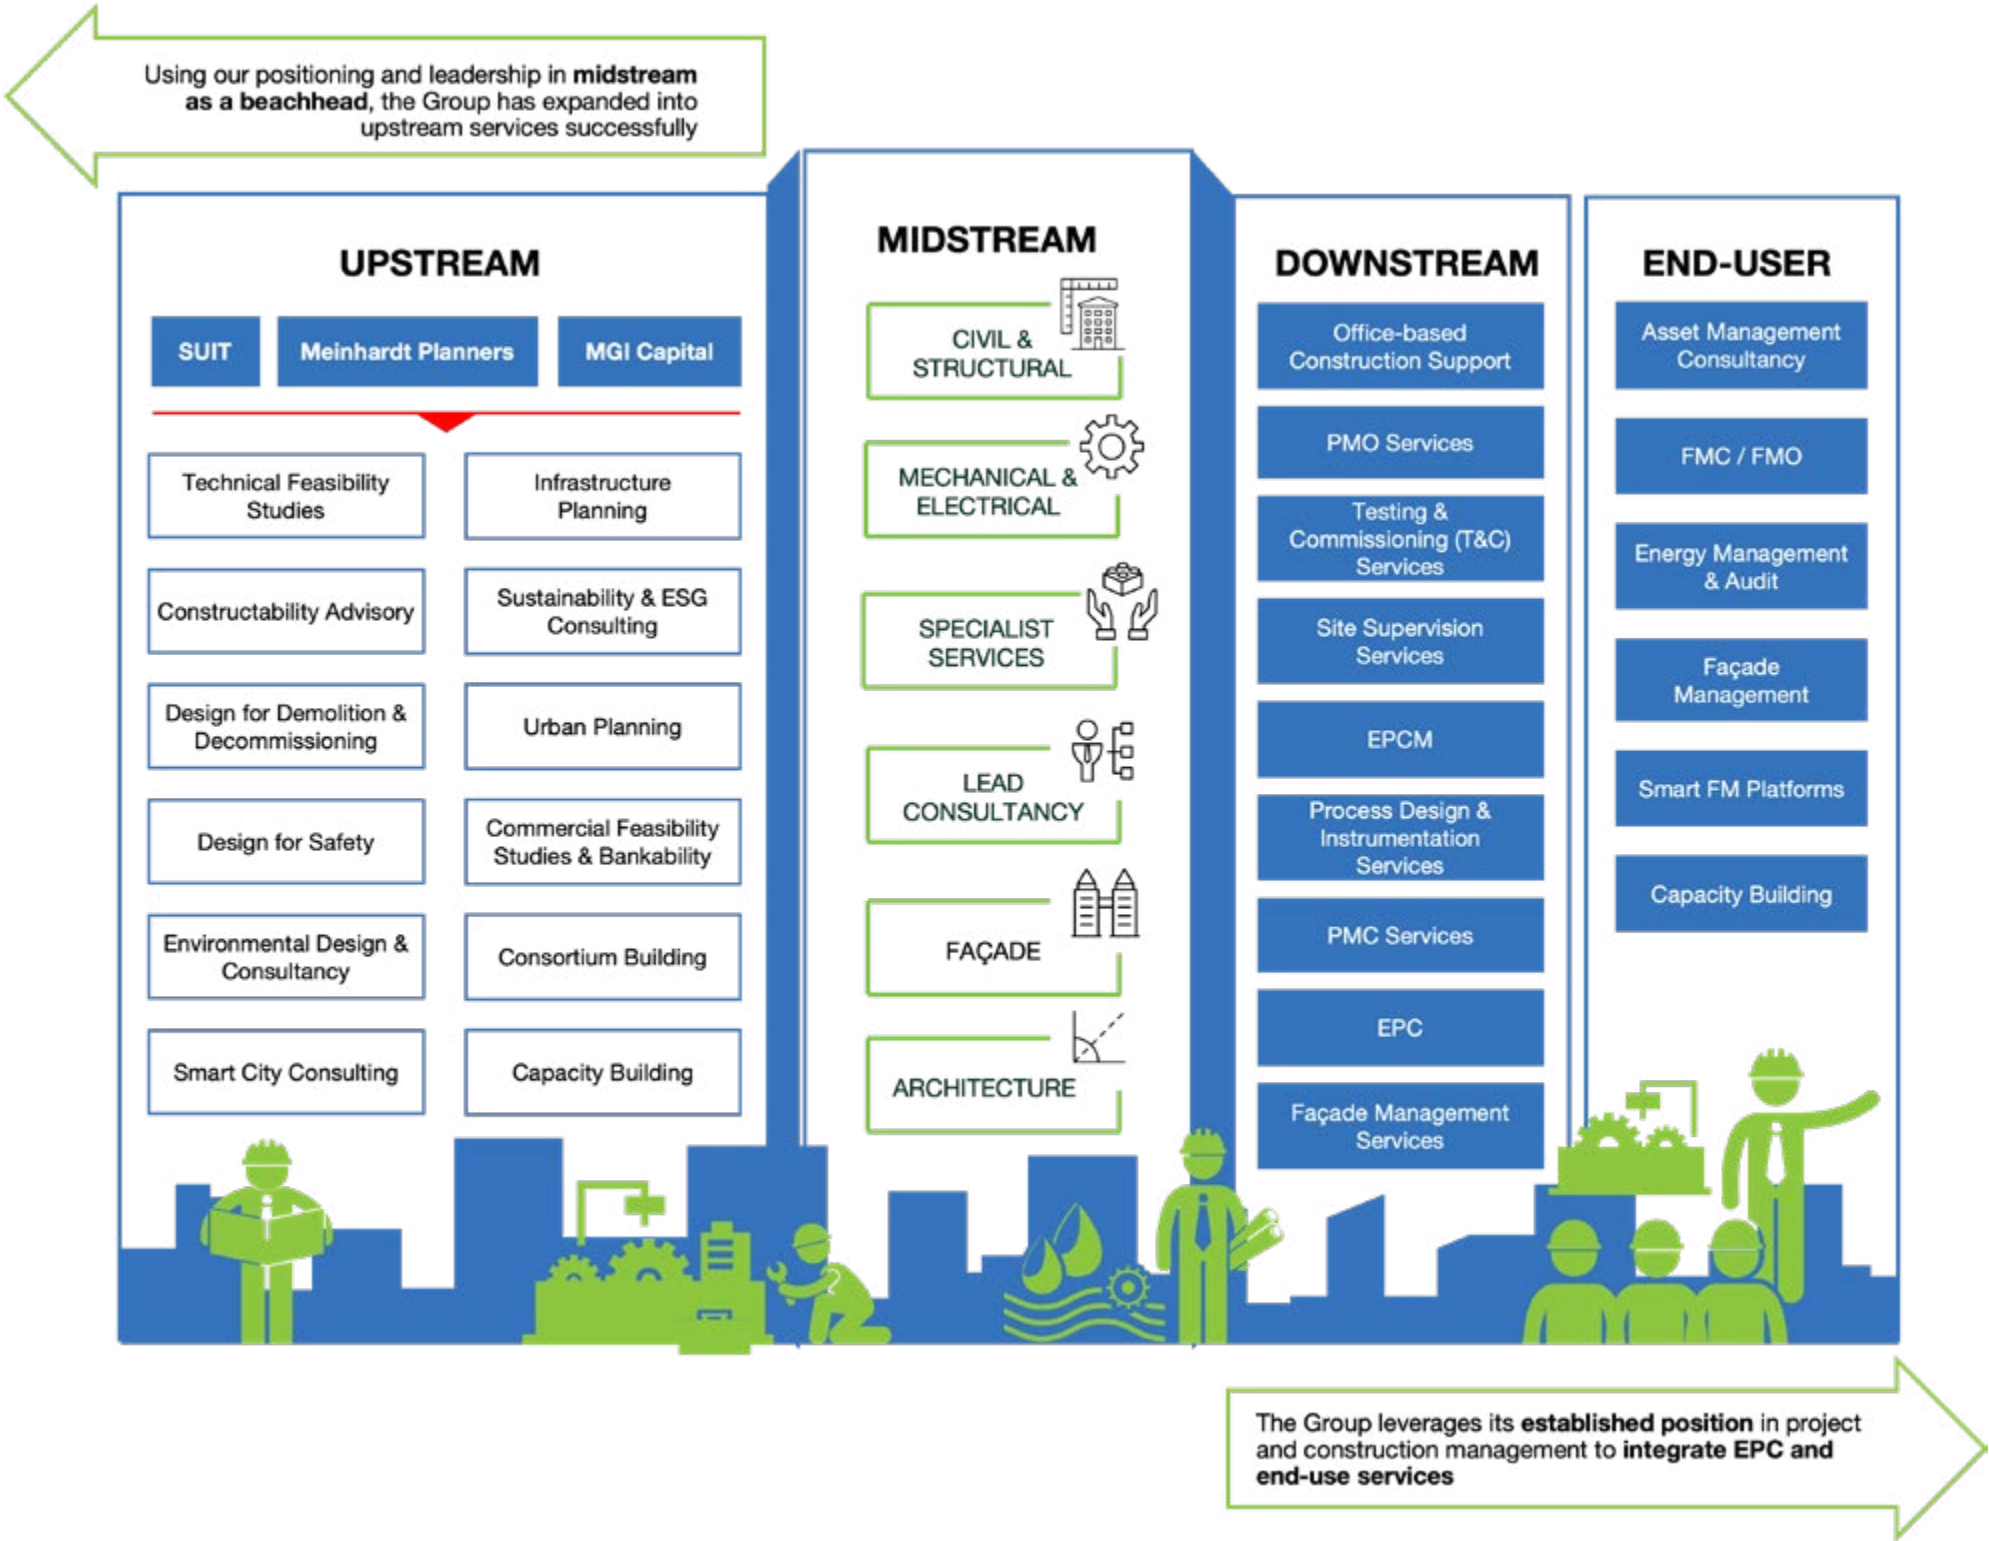 Using our positioning and leadership in midstream
as a beachhead, the Group has expanded into
upstream services successfully
UPSTREAM
SUIT
Meinhardt Planners
MGI Capital
Technical Feasibility
Studies
Infrastructure
Planning
Constructability Advisory
Sustainability & ESG
Consulting
Design for Demolition &
Decommissioning
Urban Planning
Design for Safety
Commercial Feasibility
Studies & Bankability
Environmental Design &
Consultancy
Consortium Building
Smart City Consulting
Capacity Building
MIDSTREAM
CIVIL &
STRUCTURAL
MECHANICAL &
ELECTRICAL
SPECIALIST
SERVICES
LEAD
CONSULTANCY
FAÇADE
ARCHITECTURE
DOWNSTREAM
Office-based
Construction Support
PMO Services
Testing &
Commissioning (T&C)
Services
Site Supervision
Services
EPCM
Process Design &
Instrumentation
Services
PMC Services
EPC
Façade Management
Services
END-USER
Asset Management
Consultancy
FMC / FMO
Energy Management
& Audit
Façade
Management
Smart FM Platforms
Capacity Building
The Group leverages its established position in project
and construction management to integrate EPC and
end-use services